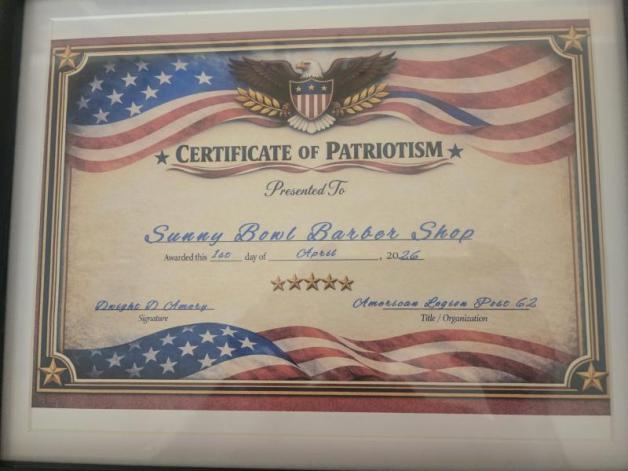 CERTIFICATE OF PATRIOTISM
Presented To
Sunny Bowl Barber Shop
Awarded this 1st day of April, 2026
Dwight D Amery American Legion Post 62
Signature Title / Organization